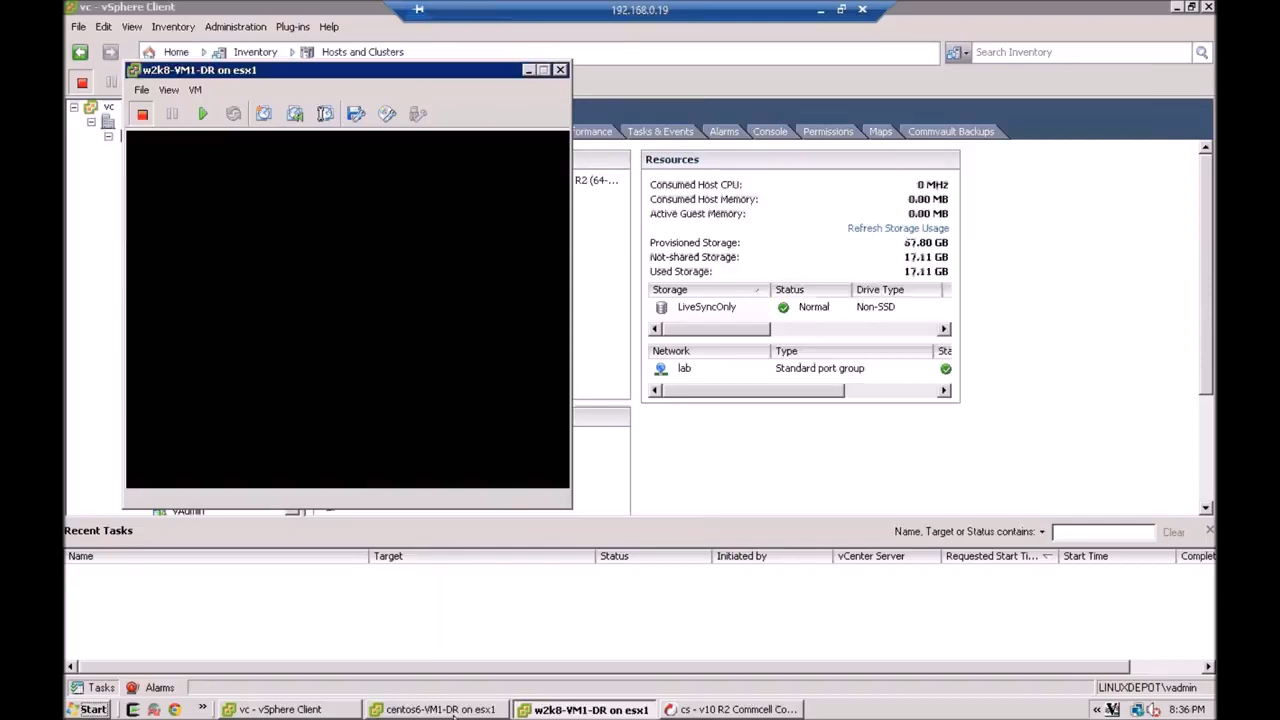 vc - vSphere Client
192.168.0.19
File Edit View Inventory Administration Plug-ins Help
Home Inventory Hosts and Clusters
Search Inventory
w2k8-VM1-DR on esx1
File View VM
vc
ormance Tasks & Events Alarms Console Permissions Maps Commvault Backups
Resources
R2 (64-...
Consumed Host CPU: 0 MHz
Consumed Host Memory: 0.00 MB
Active Guest Memory: 0.00 MB
Refresh Storage Usage
Provisioned Storage: 57.80 GB
Not-shared Storage: 17.11 GB
Used Storage: 17.11 GB
Storage Status Drive Type
LiveSyncOnly Normal Non-SSD
Network Type Sta
lab Standard port group
vAdmin
Recent Tasks
Name, Target or Status contains: Clear
Name Target Status Initiated by vCenter Server Requested Start Ti... Start Time Complet
Tasks Alarms
LINUXDEPOT\vadmin
Start » vc - vSphere Client centos6-VM1-DR on esx1 w2k8-VM1-DR on esx1 cs - v10 R2 Commcell Co... « 8:36 PM